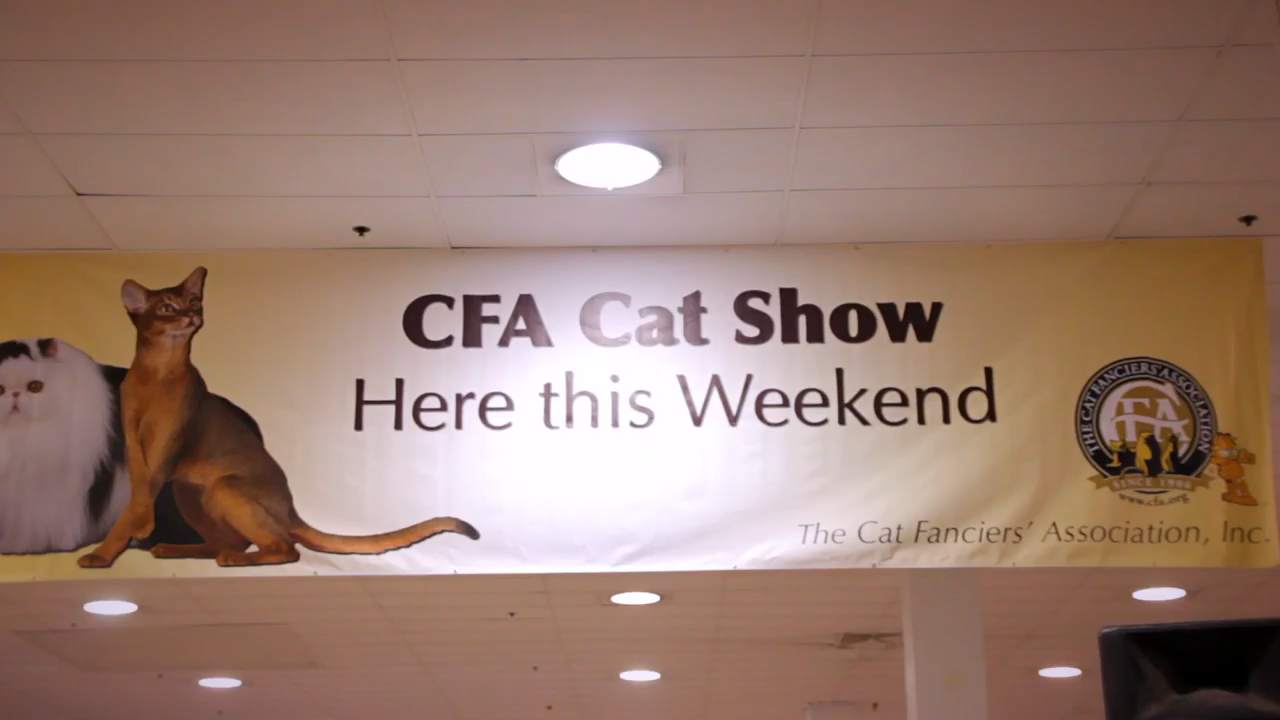 CFA Cat Show
Here this Weekend
THE CAT FANCIERS' ASSOCIATION
CFA
SINCE 1906
www.cfa.org
The Cat Fanciers' Association, Inc.